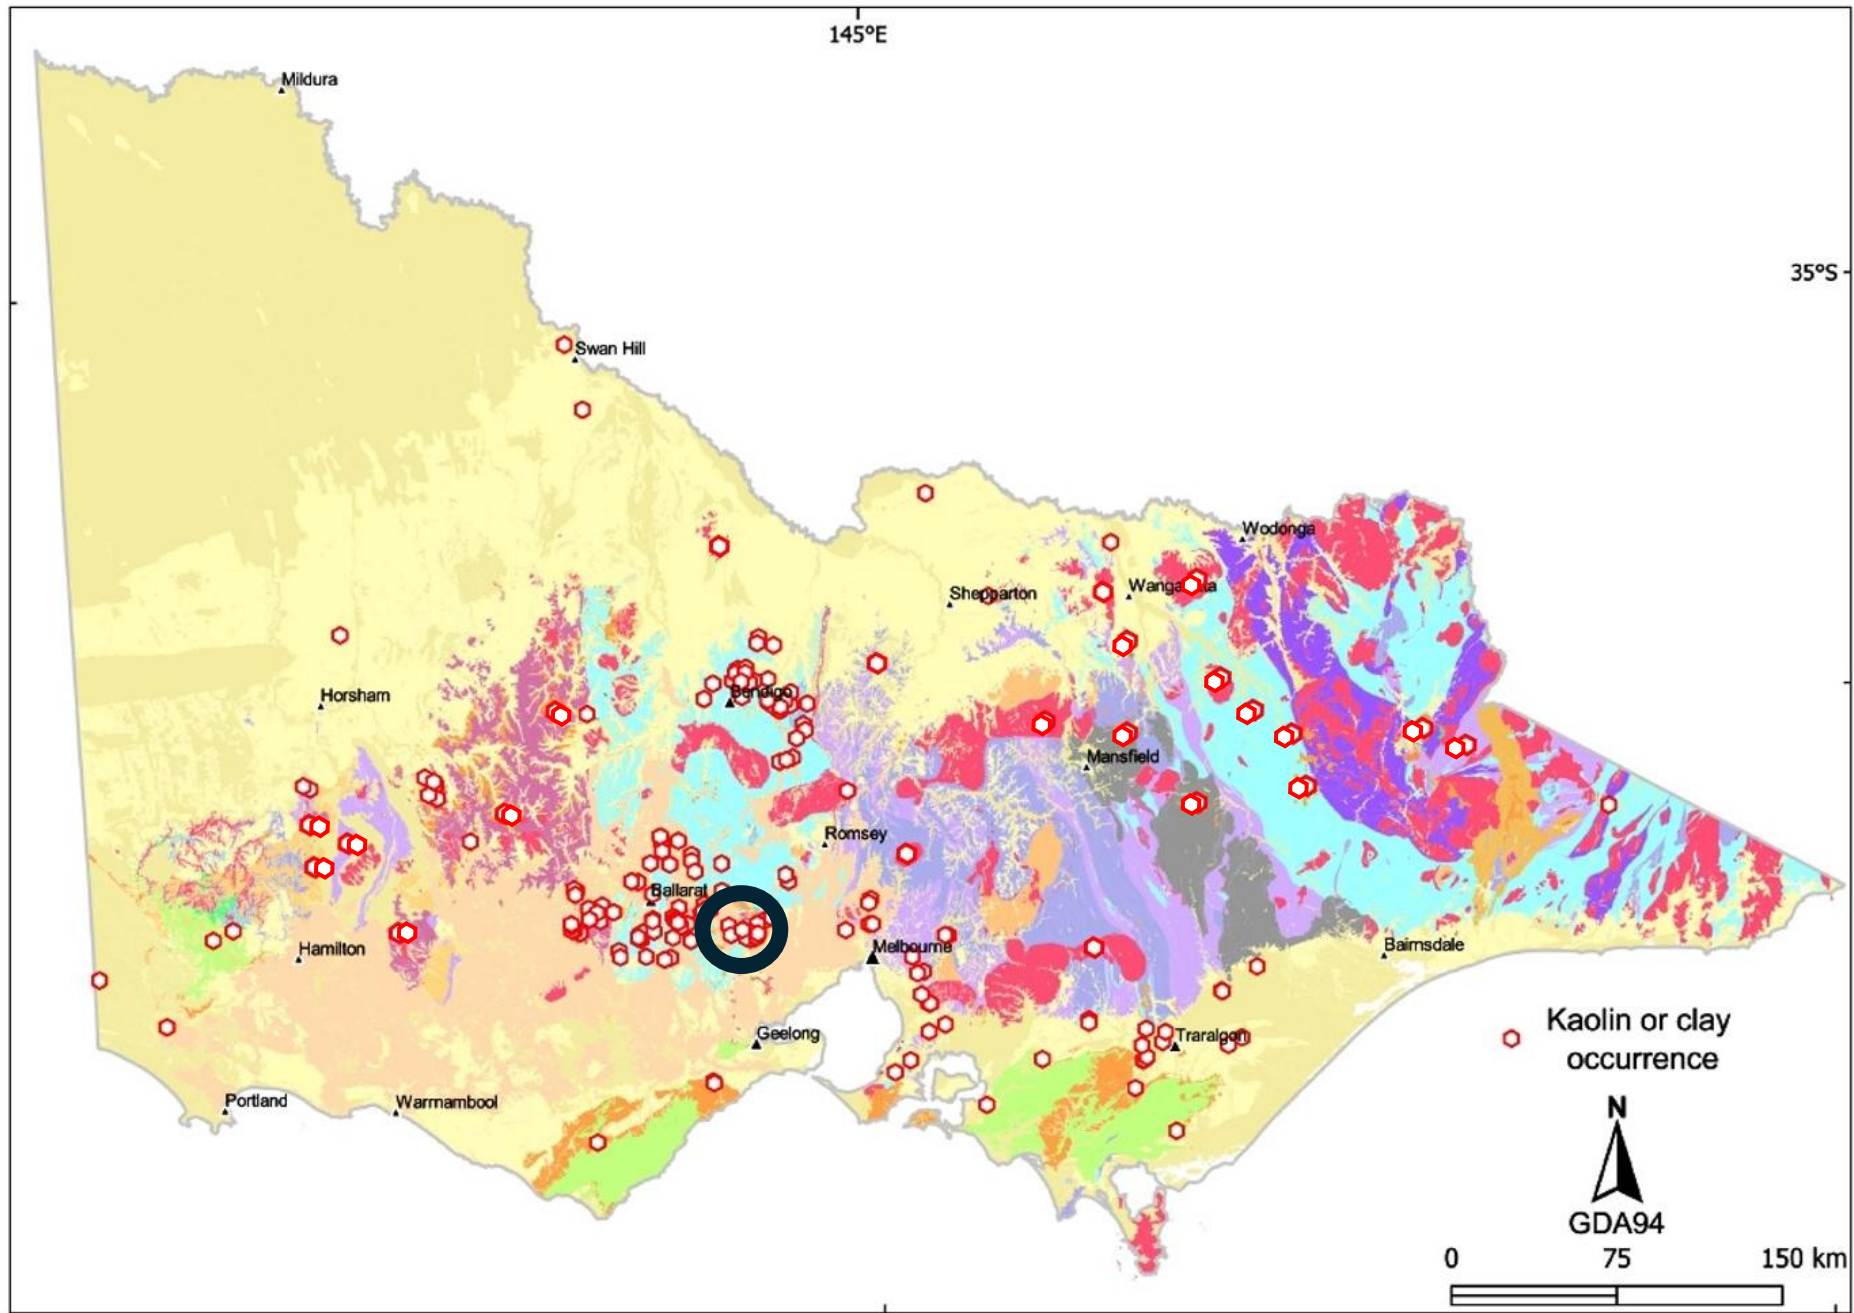 145°E
Mildura
35°S
Swan Hill
Wodonga
Shepparton
Wangaratta
Horsham
Bendigo
Mansfield
Romsey
Ballarat
Hamilton
Melbourne
Bairnsdale
Geelong
Traralgon
Portland
Warrnambool
Kaolin or clay
occurrence
N
GDA94
0 75 150 km